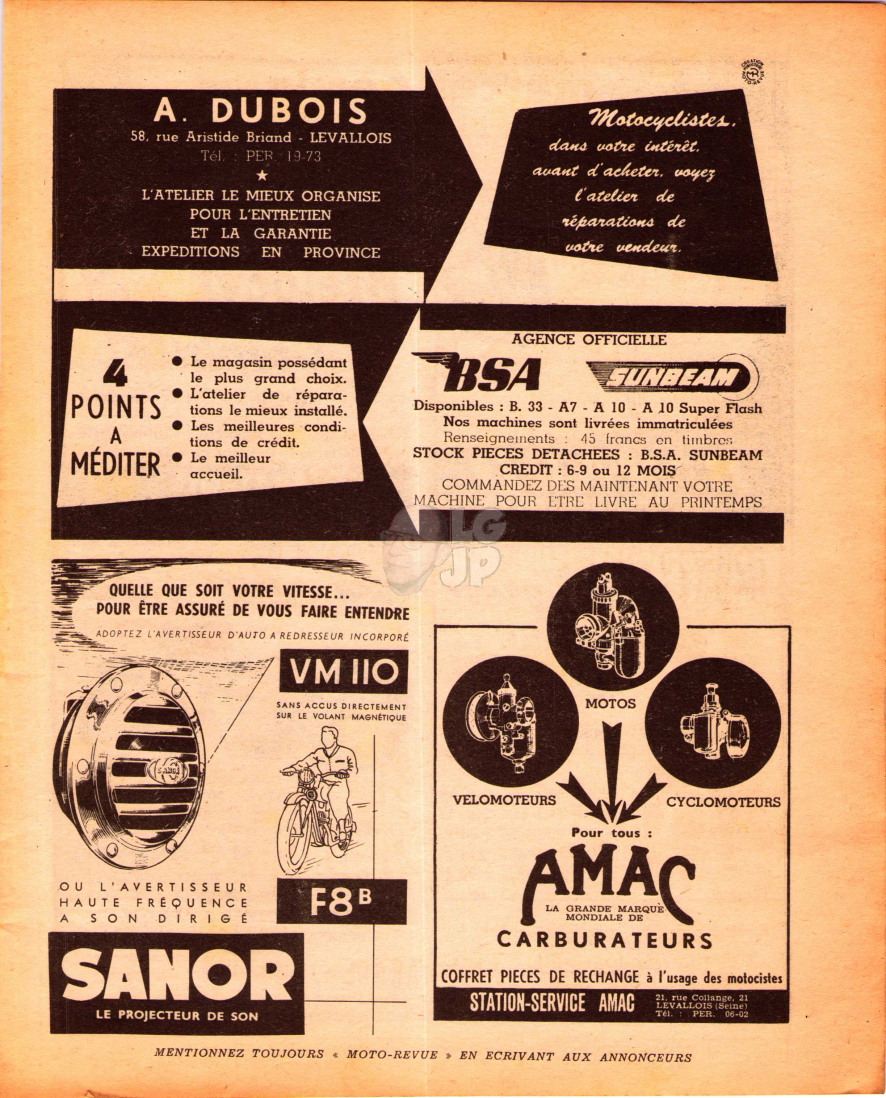 A. DUBOIS
58, rue Aristide Briand - LEVALLOIS
Tél. : PER. 19-73
★
L'ATELIER LE MIEUX ORGANISE
POUR L'ENTRETIEN
ET LA GARANTIE
EXPEDITIONS EN PROVINCE
Motocyclistes,
dans votre intérêt,
avant d'acheter, voyez
l'atelier de
réparations de
votre vendeur.
4
POINTS
A
MÉDITER
● Le magasin possédant
le plus grand choix.
● L'atelier de répara-
tions le mieux installé.
● Les meilleures condi-
tions de crédit.
● Le meilleur
accueil.
AGENCE OFFICIELLE
BSA SUNBEAM
Disponibles : B. 33 - A7 - A 10 - A 10 Super Flash
Nos machines sont livrées immatriculées
Renseignements : 45 francs en timbres
STOCK PIECES DETACHEES : B.S.A. SUNBEAM
CREDIT : 6-9 ou 12 MOIS
COMMANDEZ DES MAINTENANT VOTRE
MACHINE POUR ETRE LIVRE AU PRINTEMPS
LG
JP
QUELLE QUE SOIT VOTRE VITESSE...
POUR ÊTRE ASSURÉ DE VOUS FAIRE ENTENDRE
ADOPTEZ L'AVERTISSEUR D'AUTO A REDRESSEUR INCORPORÉ
VM 110
SANS ACCUS DIRECTEMENT
SUR LE VOLANT MAGNÉTIQUE
SANOR
OU L'AVERTISSEUR
HAUTE FRÉQUENCE
A SON DIRIGÉ
F8 B
SANOR
LE PROJECTEUR DE SON
MOTOS
VELOMOTEURS
CYCLOMOTEURS
Pour tous :
AMAC
LA GRANDE MARQUE
MONDIALE DE
CARBURATEURS
COFFRET PIECES DE RECHANGE à l'usage des motocistes
STATION-SERVICE AMAC
21, rue Collange, 21
LEVALLOIS (Seine)
Tél. : PER. 06-02
MENTIONNEZ TOUJOURS « MOTO-REVUE » EN ECRIVANT AUX ANNONCEURS